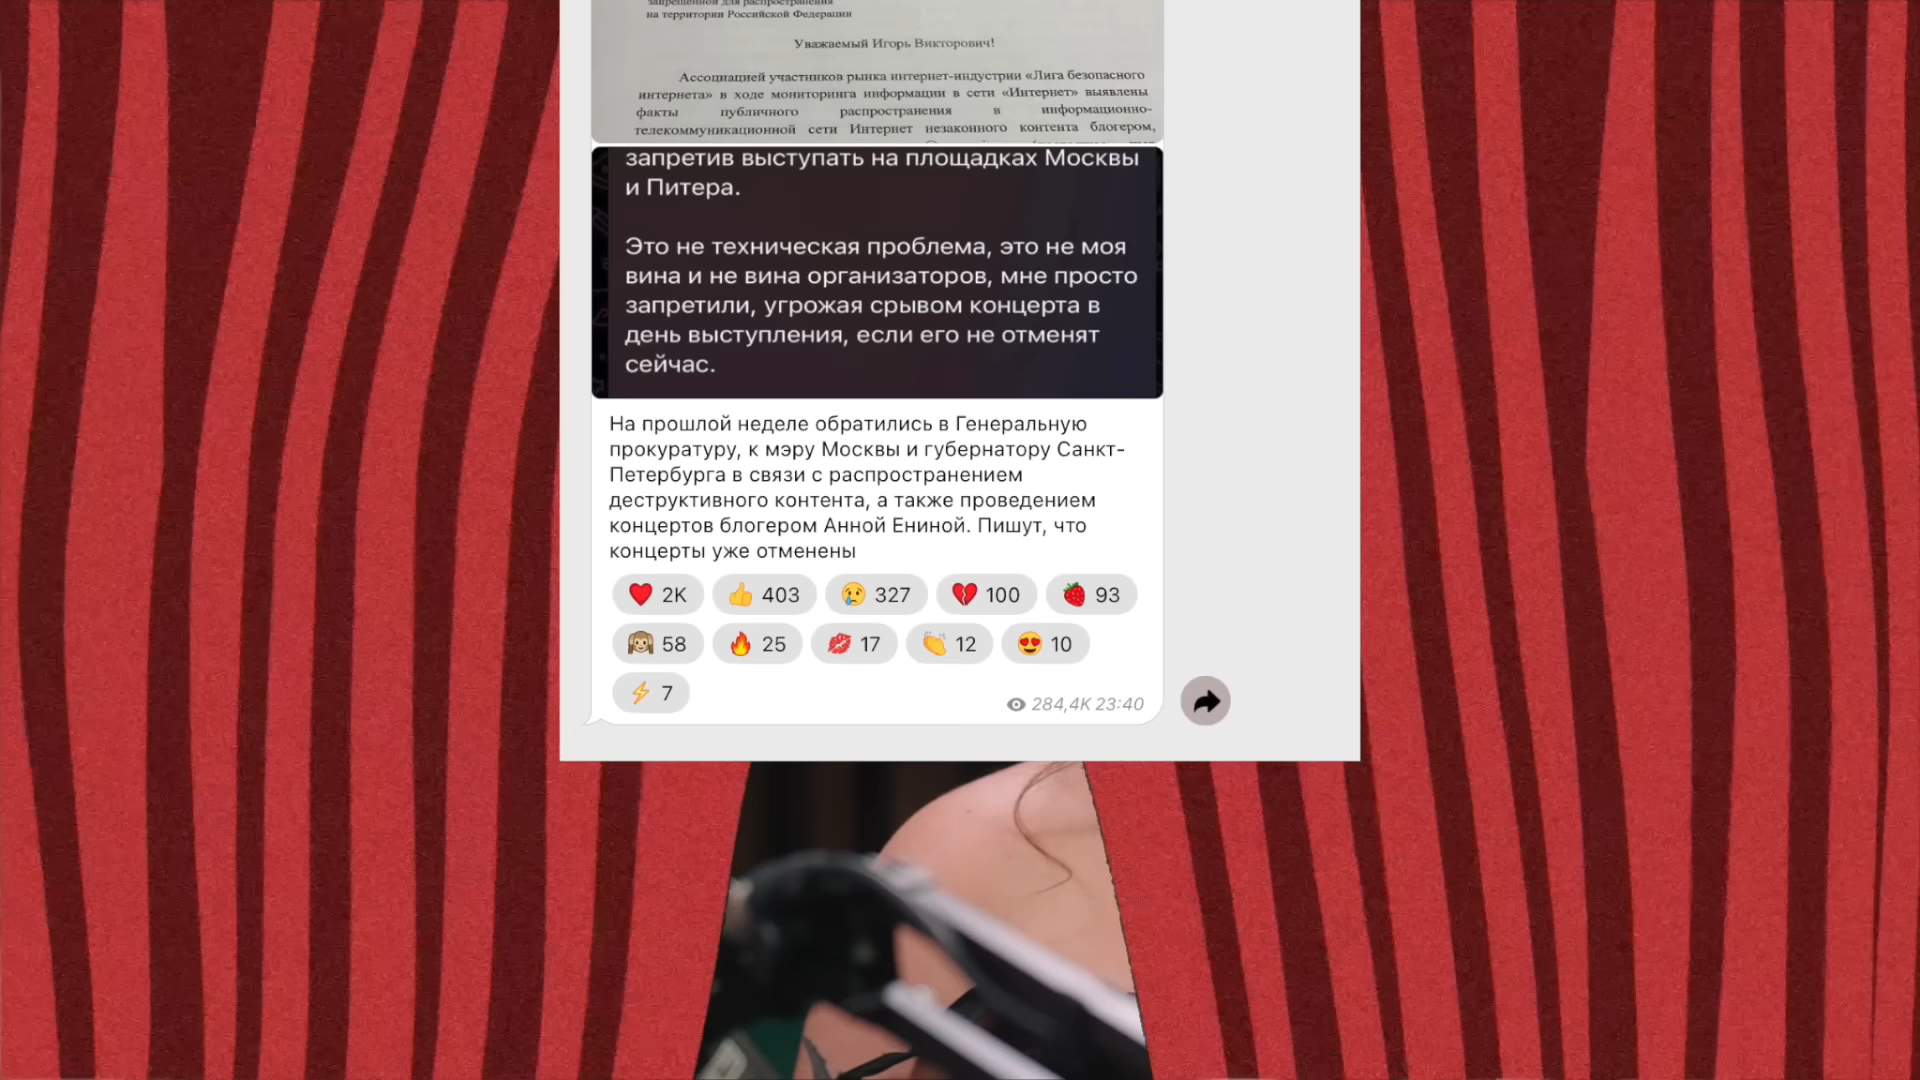 запрещенной для распространения
на территории Российской Федерации
Уважаемый Игорь Викторович!
Ассоциацией участников рынка интернет-индустрии «Лига безопасного
интернета» в ходе мониторинга информации в сети «Интернет» выявлены
факты публичного распространения в информационно-
телекоммуникационной сети Интернет незаконного контента блогером,
запретив выступать на площадках Москвы
и Питера.
Это не техническая проблема, это не моя
вина и не вина организаторов, мне просто
запретили, угрожая срывом концерта в
день выступления, если его не отменят
сейчас.
На прошлой неделе обратились в Генеральную
прокуратуру, к мэру Москвы и губернатору Санкт-
Петербурга в связи с распространением
деструктивного контента, а также проведением
концертов блогером Анной Ениной. Пишут, что
концерты уже отменены
❤️ 2K 👍 403 😢 327 💔 100 🍓 93
🙉 58 🔥 25 💋 17 👏 12 😍 10
⚡ 7
284,4K 23:40